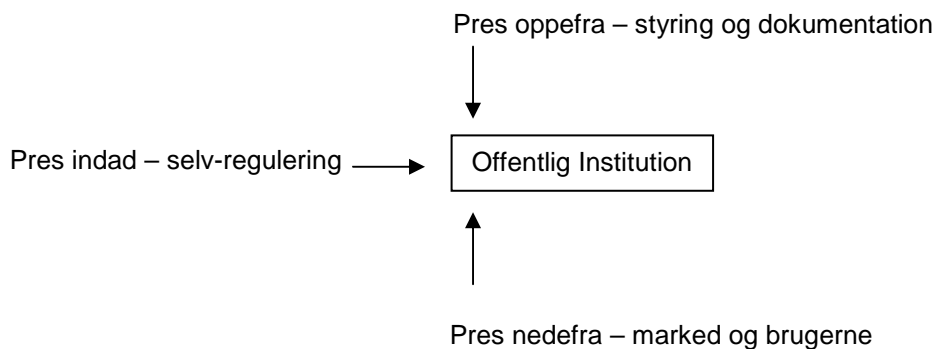 Pres oppefra – styring og dokumentation
Pres indad – selv-regulering
Offentlig Institution
Pres nedefra – marked og brugerne